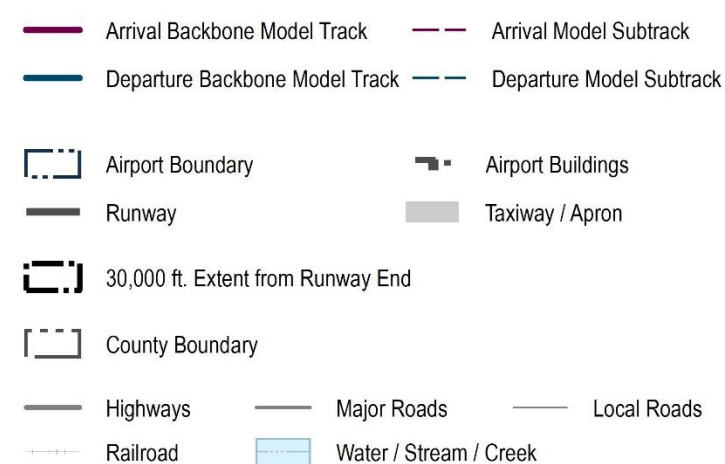 Arrival Backbone Model Track Arrival Model Subtrack
Departure Backbone Model Track Departure Model Subtrack
Airport Boundary Airport Buildings
Runway Taxiway / Apron
30,000 ft. Extent from Runway End
County Boundary
Highways Major Roads Local Roads
Railroad Water / Stream / Creek